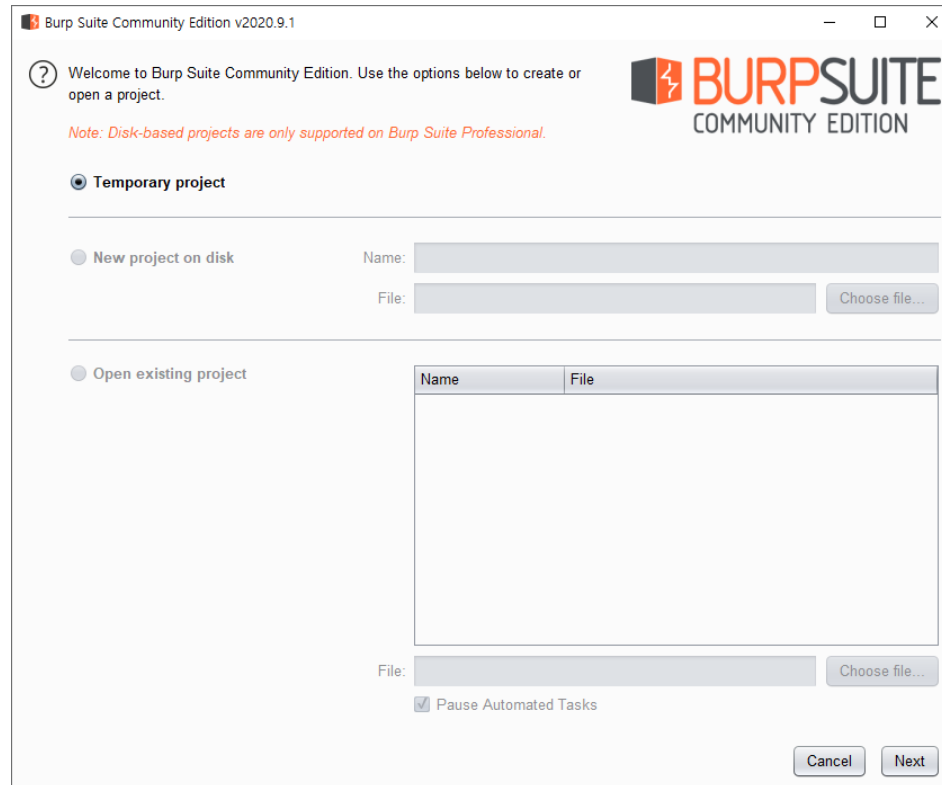 Burp Suite Community Edition v2020.9.1
Welcome to Burp Suite Community Edition. Use the options below to create or
open a project.
Note: Disk-based projects are only supported on Burp Suite Professional.
BURPSUITE
COMMUNITY EDITION
Temporary project
New project on disk
Name:
File:
Choose file...
Open existing project
Name File
File:
Choose file...
Pause Automated Tasks
Cancel Next